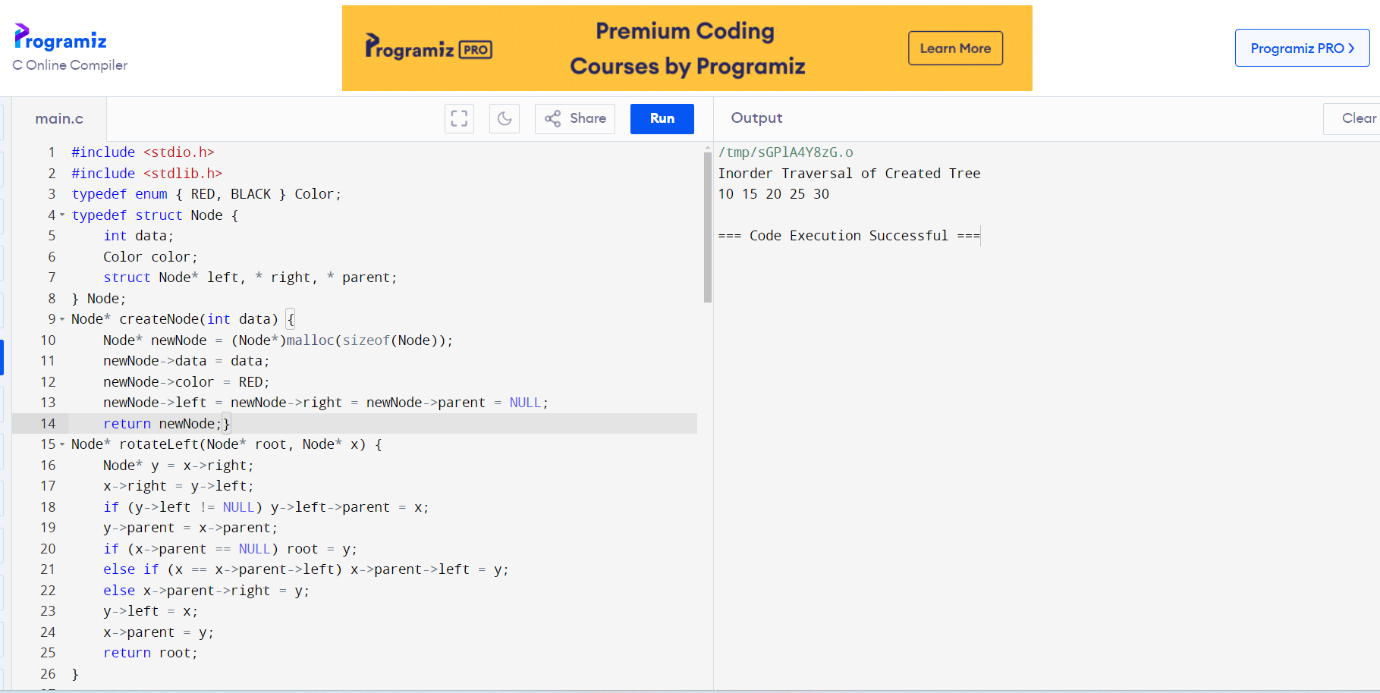 Programiz
C Online Compiler
Programiz PRO
Premium Coding
Courses by Programiz
Learn More
Programiz PRO >
main.c
Share
Run
Output
Clear
1 #include <stdio.h>
2 #include <stdlib.h>
3 typedef enum { RED, BLACK } Color;
4 typedef struct Node {
5     int data;
6     Color color;
7     struct Node* left, * right, * parent;
8 } Node;
9 Node* createNode(int data) {
10     Node* newNode = (Node*)malloc(sizeof(Node));
11     newNode->data = data;
12     newNode->color = RED;
13     newNode->left = newNode->right = newNode->parent = NULL;
14     return newNode;}
15 Node* rotateLeft(Node* root, Node* x) {
16     Node* y = x->right;
17     x->right = y->left;
18     if (y->left != NULL) y->left->parent = x;
19     y->parent = x->parent;
20     if (x->parent == NULL) root = y;
21     else if (x == x->parent->left) x->parent->left = y;
22     else x->parent->right = y;
23     y->left = x;
24     x->parent = y;
25     return root;
26 }
/tmp/sGPlA4Y8zG.o
Inorder Traversal of Created Tree
10 15 20 25 30
=== Code Execution Successful ===